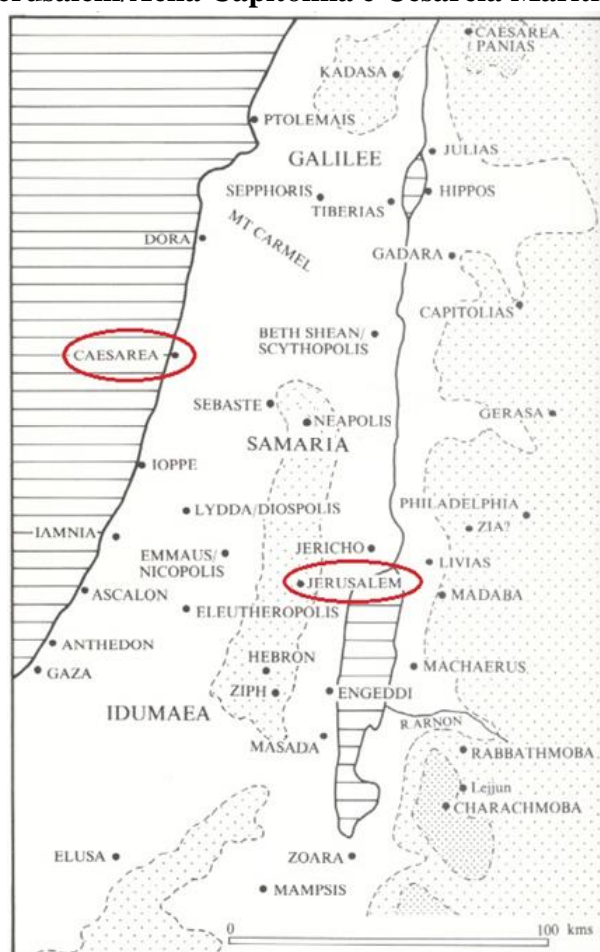 CAESAREA
PANIAS
KADASA
PTOLEMAIS
GALILEE
JULIAS
SEPPHORIS
HIPPOS
TIBERIAS
MT CARMEL
DORA
GADARA
CAPITOLIAS
BETH SHEAN/
SCYTHOPOLIS
CAESAREA
SEBASTE
NEAPOLIS
GERASA
SAMARIA
IOPPE
LYDDA/DIOSPOLIS
PHILADELPHIA
ZIA?
IAMNIA
EMMAUS/
NICOPOLIS
JERICHO
LIVIAS
JERUSALEM
ASCALON
MADABA
ELEUTHEROPOLIS
ANTHEDON
HEBRON
MACHAERUS
GAZA
ZIPH
ENGEDDI
IDUMAEA
R.ARNON
MASADA
RABBATHMOBA
Lejjun
CHARACHMOBA
ELUSA
ZOARA
MAMPSIS
0
100 kms